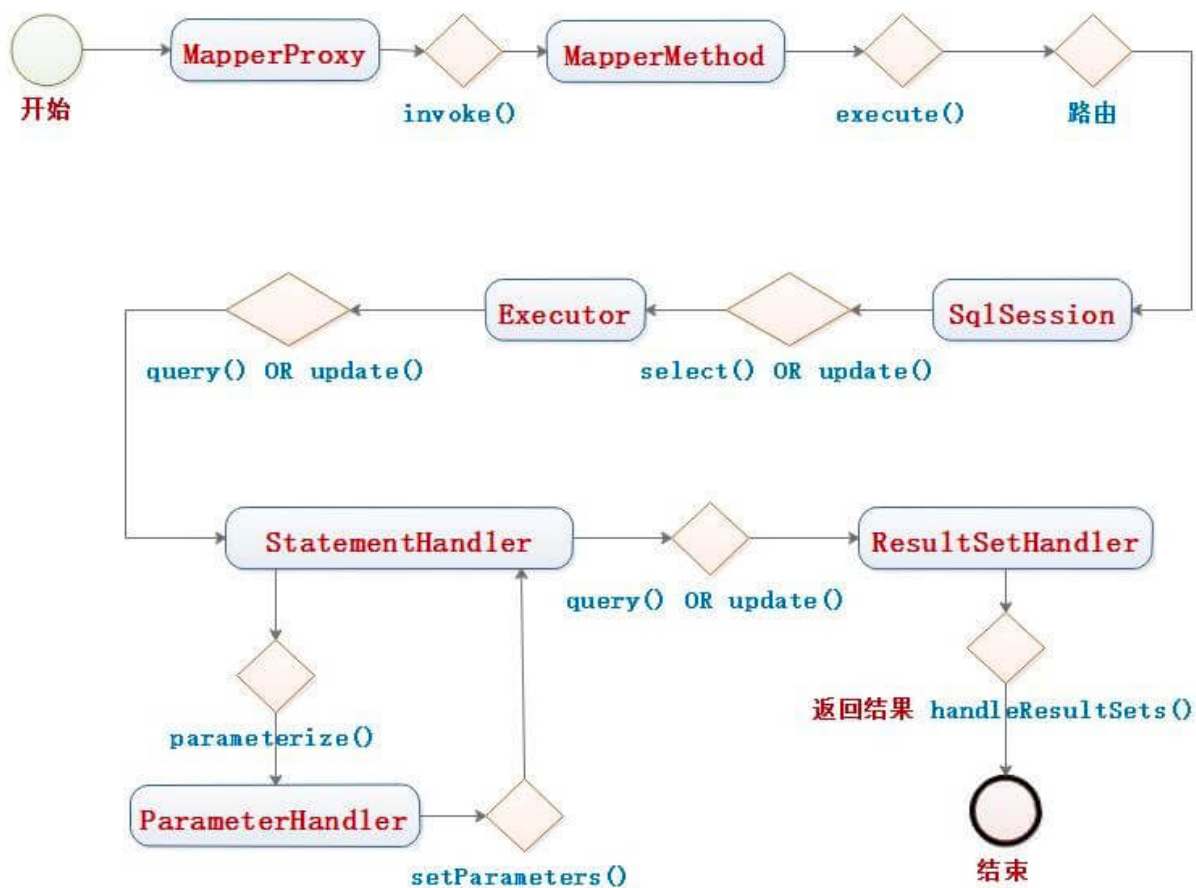 MapperProxy
MapperMethod
开始
invoke()
execute()
路由
Executor
SqlSession
query() OR update()
select() OR update()
StatementHandler
ResultSetHandler
query() OR update()
parameterize()
返回结果 handleResultSets()
ParameterHandler
setParameters()
结束